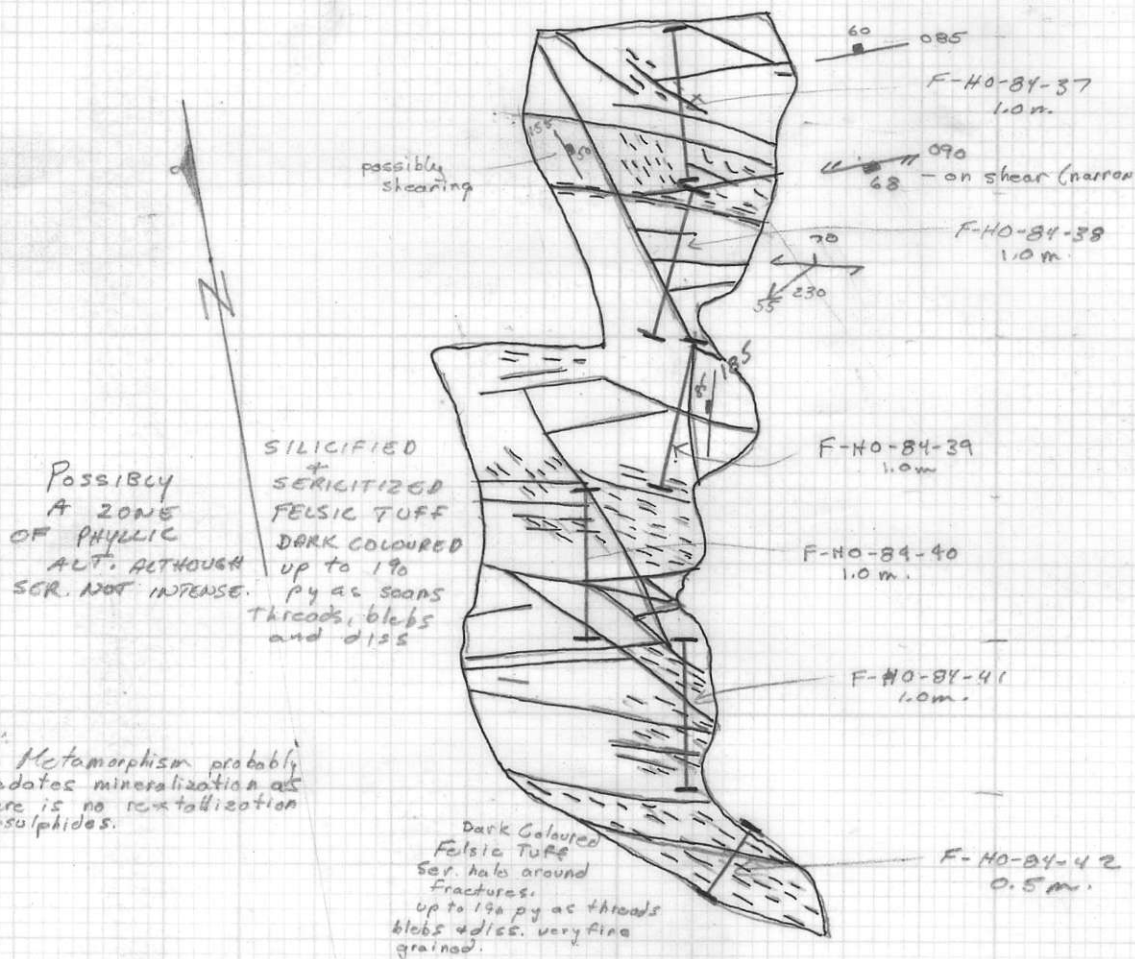 60 085
F-HO-84-37
1.0 m.
155
50
possibly
shearing
090
68 - on shear (narrow
F-HO-84-38
1.0 m.
70
55 230
N
185
85
F-HO-84-39
1.0m
SILICIFIED
+
SERICITIZED
FELSIC TUFF
DARK COLOURED
up to 1%
py as seams
threads, blebs
and diss
POSSIBLY
A ZONE
OF PHYLLIC
ALT. ALTHOUGH
SER. NOT INTENSE.
F-HO-84-40
1.0 m.
F-HO-84-41
1.0m.
Metamorphism probably
dates mineralization as
is no
sulphides.
Dark Coloured
Felsic Tuff
Ser. halo around
fractures.
up to 1% py as threads
blebs & diss. very fine
grained.
F-HO-84-42
0.5 m.